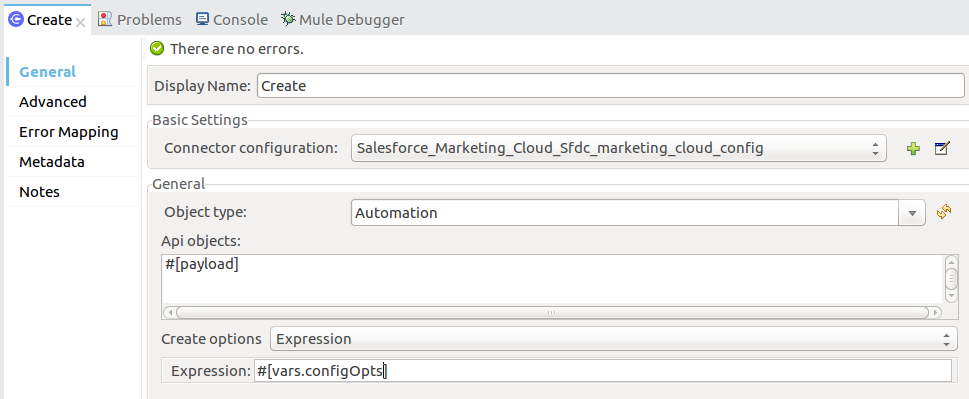 Create Problems Console Mule Debugger
There are no errors.
General
Advanced
Error Mapping
Metadata
Notes
Display Name: Create
Basic Settings
Connector configuration: Salesforce_Marketing_Cloud_Sfdc_marketing_cloud_config
General
Object type: Automation
Api objects:
#[payload]
Create options Expression
Expression: #[vars.configOpts]